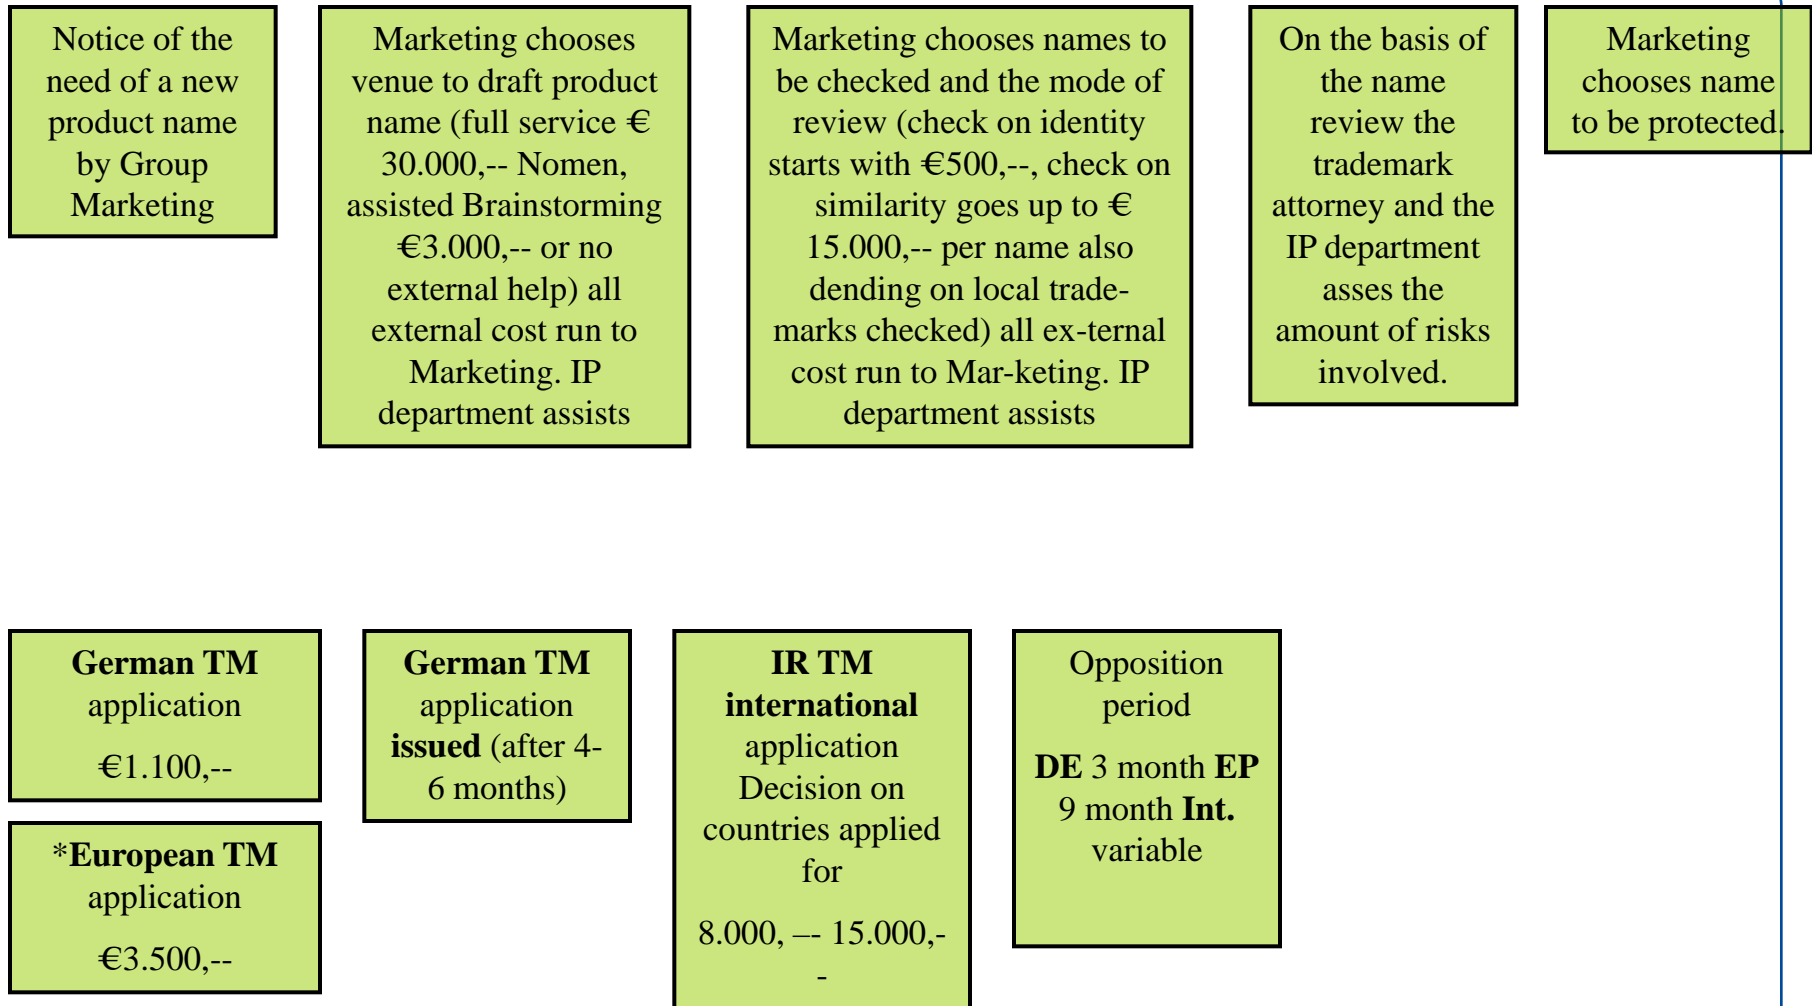 Notice of the
need of a new
product name
by Group
Marketing
Marketing chooses
venue to draft product
name (full service €
30.000,-- Nomen,
assisted Brainstorming
€3.000,-- or no
external help) all
external cost run to
Marketing. IP
department assists
Marketing chooses names to
be checked and the mode of
review (check on identity
starts with €500,--, check on
similarity goes up to €
15.000,-- per name also
dending on local trade-
marks checked) all ex-ternal
cost run to Mar-keting. IP
department assists
On the basis of
the name
review the
trademark
attorney and the
IP department
asses the
amount of risks
involved.
Marketing
chooses name
to be protected.
German TM
application
€1.100,--
*European TM
application
€3.500,--
German TM
application
issued (after 4-
6 months)
IR TM
international
application
Decision on
countries applied
for
8.000, –- 15.000,-
-
Opposition
period
DE 3 month EP
9 month Int.
variable